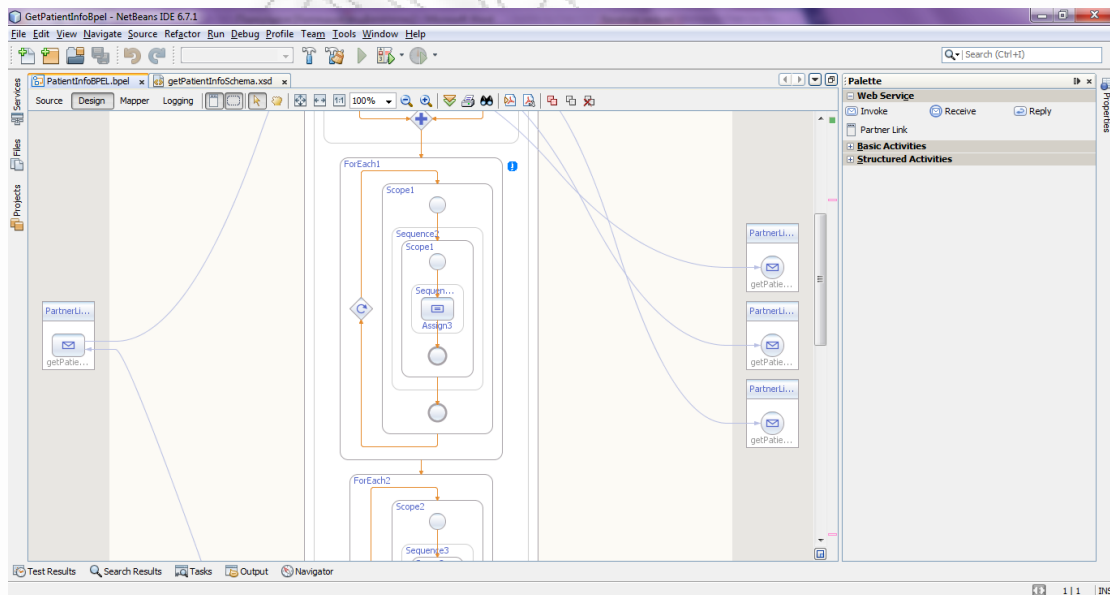 GetPatientInfoBpel - NetBeans IDE 6.7.1
File Edit View Navigate Source Refactor Run Debug Profile Team Tools Window Help
Search (Ctrl+I)
PatientInfoBPEL.bpel x getPatientInfoSchema.xsd x
Source Design Mapper Logging 1:1 100%
Services
Files
Projects
ForEach1
Scope1
Sequence2
Scope1
Sequen...
Assign3
ForEach2
Scope2
Sequence3
PartnerLi...
getPatie...
PartnerLi...
getPatie...
PartnerLi...
getPatie...
PartnerLi...
getPatie...
Palette
Web Service
Invoke Receive Reply
Partner Link
Basic Activities
Structured Activities
Properties
Test Results Search Results Tasks Output Navigator
1|1 INS